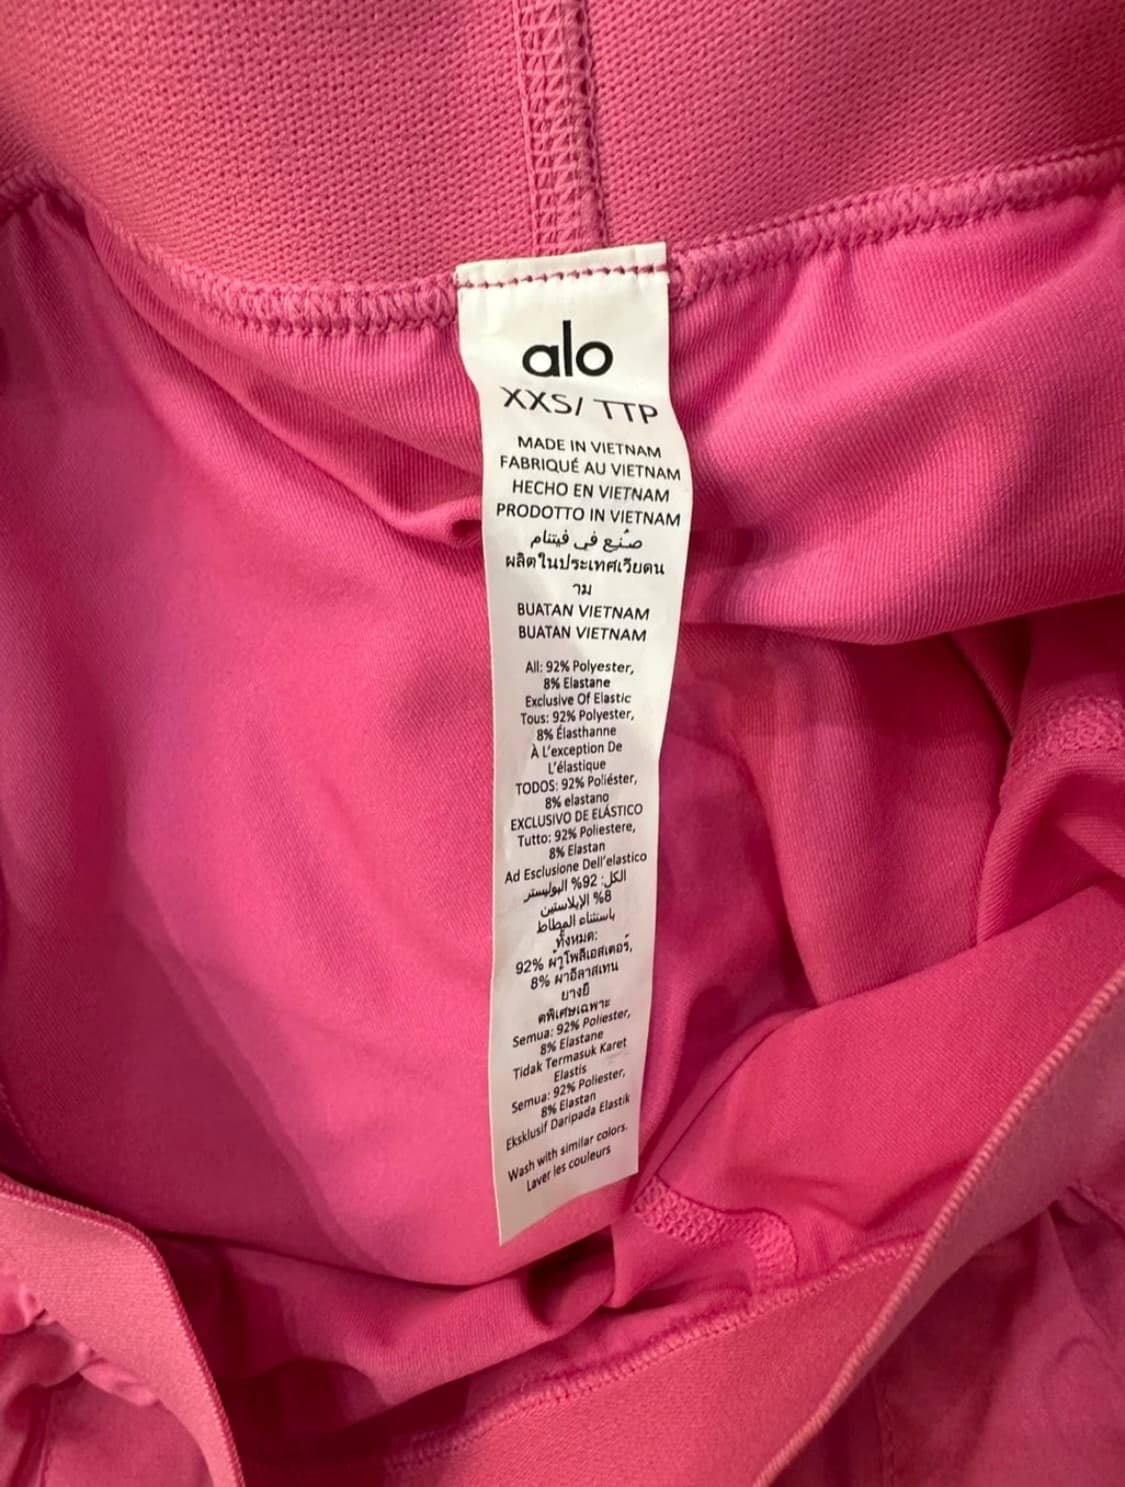 alo
XXS/ TTP
MADE IN VIETNAM
FABRIQUÉ AU VIETNAM
HECHO EN VIETNAM
PRODOTTO IN VIETNAM
صُنع في فيتنام
ผลิตในประเทศเวียดน
าม
BUATAN VIETNAM
BUATAN VIETNAM
All: 92% Polyester,
8% Elastane
Exclusive Of Elastic
Tous: 92% Polyester,
8% Élasthanne
À L'exception De
L'élastique
TODOS: 92% Poliéster,
8% elastano
EXCLUSIVO DE ELÁSTICO
Tutto: 92% Poliestere,
8% Elastan
Ad Esclusione Dell'elastico
الكل: 92% البوليستر
8% الإيلاستين
باستثناء المطاط
ทั้งหมด:
92% ผ้าโพลีเอสเตอร์,
8% ผ้าอีลาสเทน
ยางยื
ดพิเศษเฉพาะ
Semua: 92% Poliester,
8% Elastane
Tidak Termasuk Karet
Elastis
Semua: 92% Poliester,
8% Elastan
Eksklusif Daripada Elastik
Wash with similar colors.
Laver les couleurs